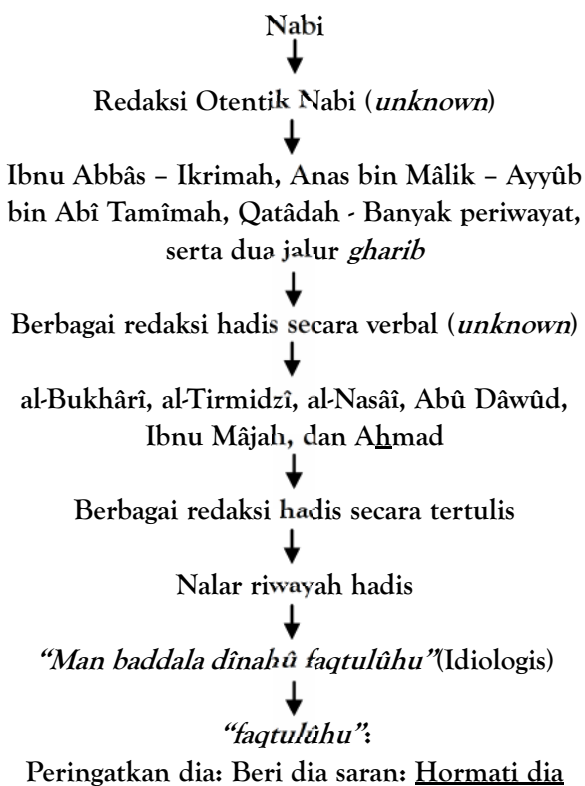 Nabi
Redaksi Otentik Nabi (unknown)
Ibnu Abbâs – Ikrimah, Anas bin Mâlik – Ayyûb
bin Abî Tamîmah, Qatâdah - Banyak periwayat,
serta dua jalur gharib
Berbagai redaksi hadis secara verbal (unknown)
al-Bukhârî, al-Tirmidzî, al-Nasâî, Abû Dâwûd,
Ibnu Mâjah, dan Ahmad
Berbagai redaksi hadis secara tertulis
Nalar riwayah hadis
“Man baddala dînahû faqtulûhu”(Idiologis)
“faqtulûhu”:
Peringatkan dia: Beri dia saran: Hormati dia